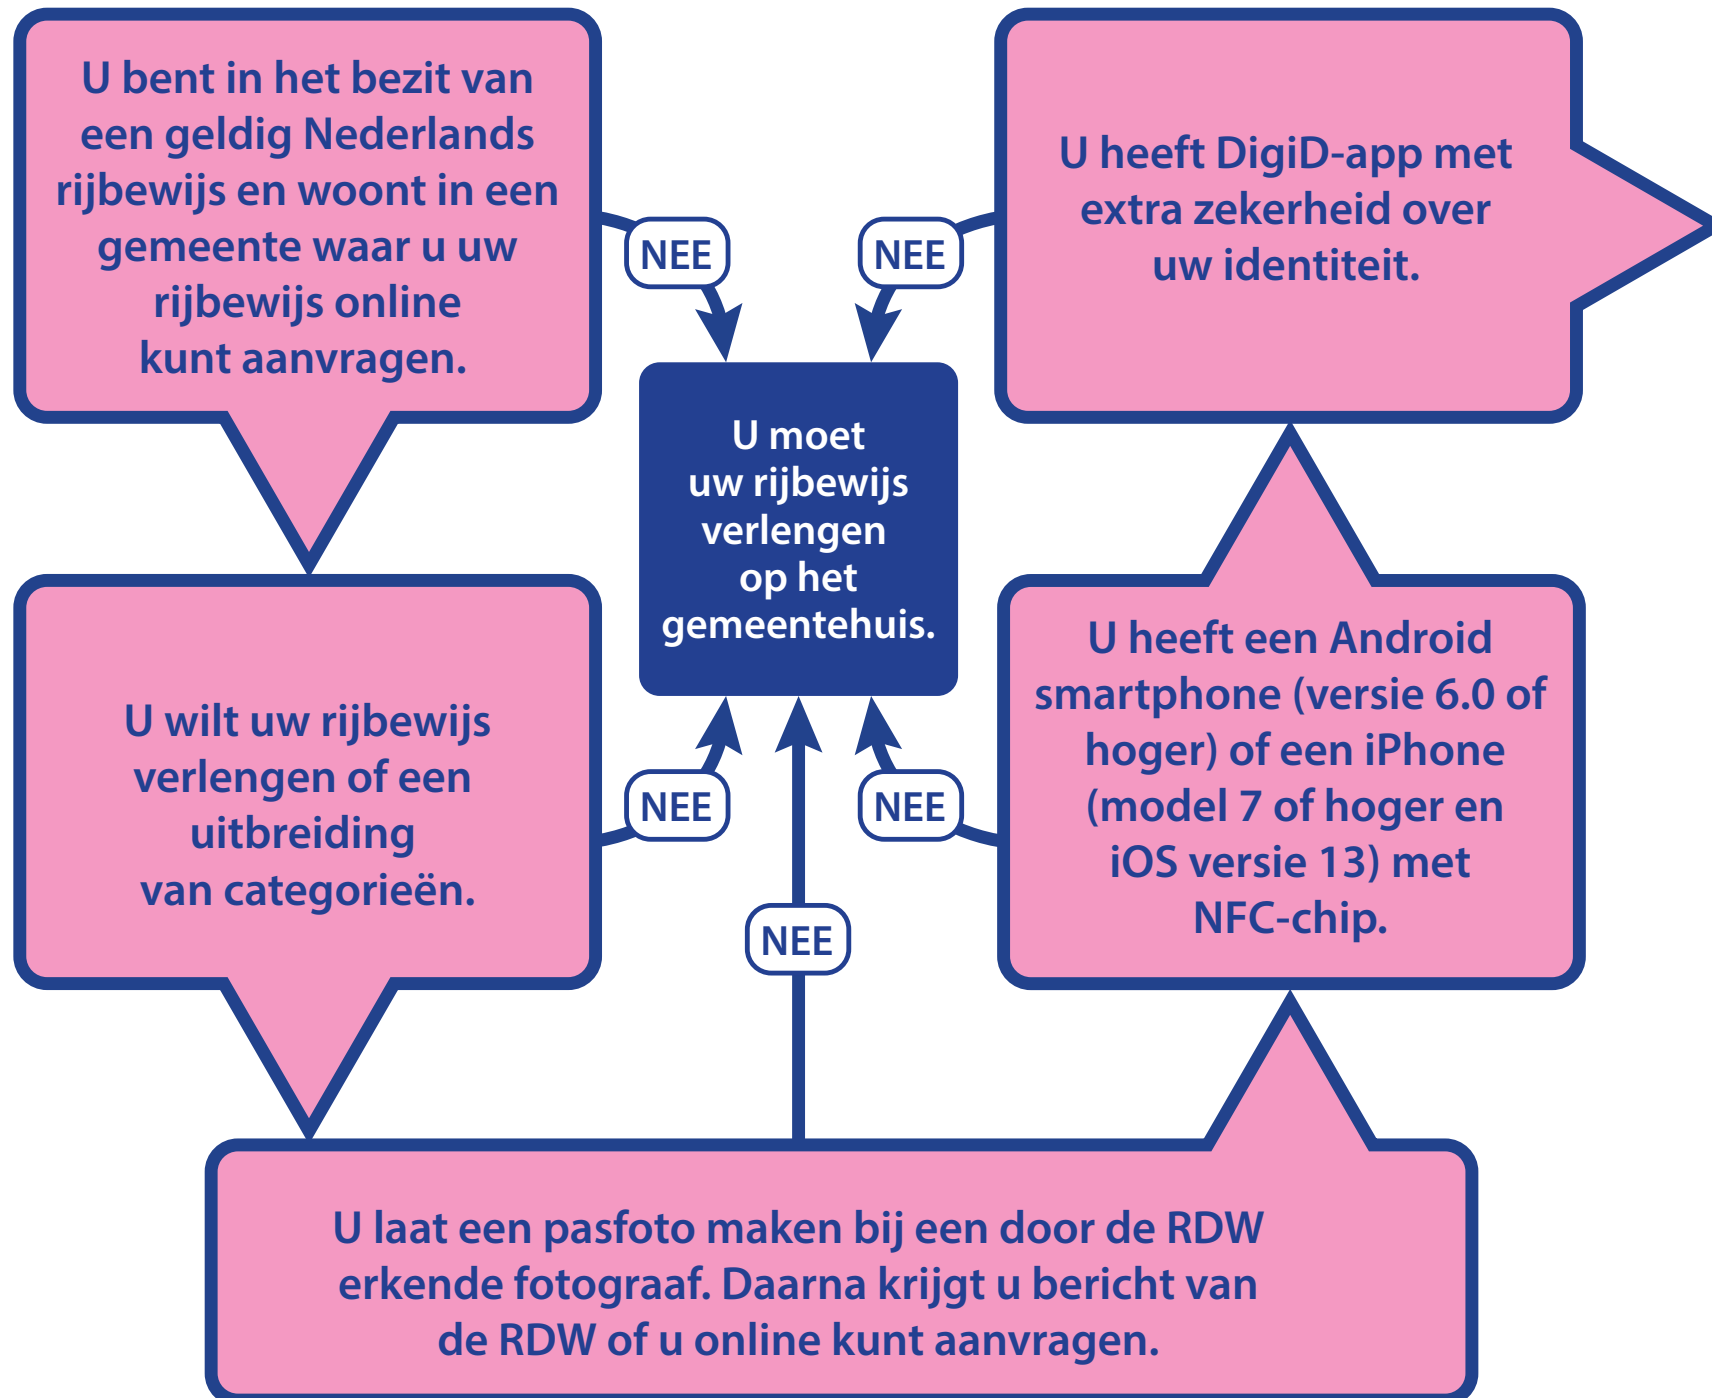 U bent in het bezit van
een geldig Nederlands
rijbewijs en woont in een
gemeente waar u uw
rijbewijs online
kunt aanvragen.
NEE
U wilt uw rijbewijs
verlengen of een
uitbreiding
van categorieën.
NEE
U laat een pasfoto maken bij een door de RDW
erkende fotograaf. Daarna krijgt u bericht van
de RDW of u online kunt aanvragen.
NEE
U heeft een Android
smartphone (versie 6.0 of
hoger) of een iPhone
(model 7 of hoger en
iOS versie 13) met
NFC-chip.
NEE
U heeft DigiD-app met
extra zekerheid over
uw identiteit.
NEE
U moet
uw rijbewijs
verlengen
op het
gemeentehuis.